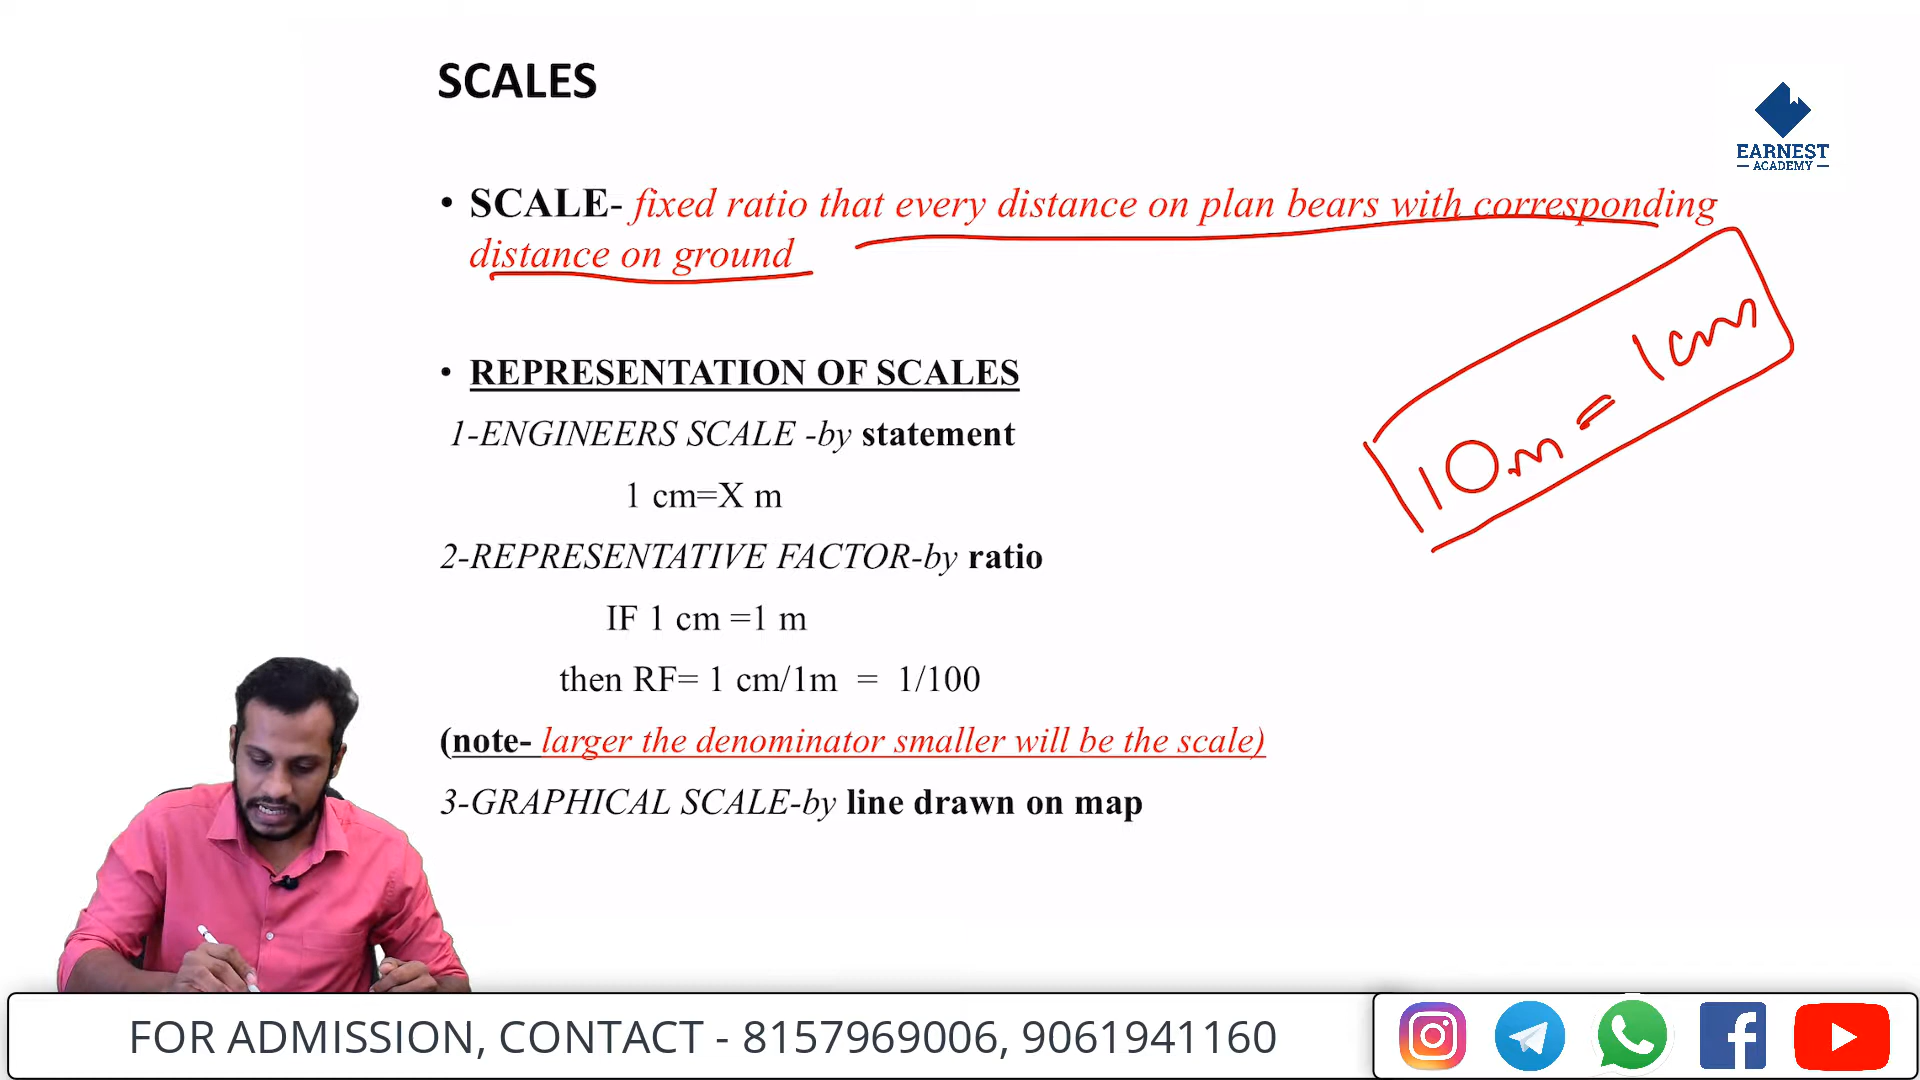 SCALES
EARNEST
ACADEMY
• SCALE- fixed ratio that every distance on plan bears with corresponding
distance on ground
10m = 1cm
• REPRESENTATION OF SCALES
1-ENGINEERS SCALE -by statement
1 cm=X m
2-REPRESENTATIVE FACTOR-by ratio
IF 1 cm =1 m
then RF= 1 cm/1m = 1/100
(note- larger the denominator smaller will be the scale)
3-GRAPHICAL SCALE-by line drawn on map
FOR ADMISSION, CONTACT - 8157969006, 9061941160